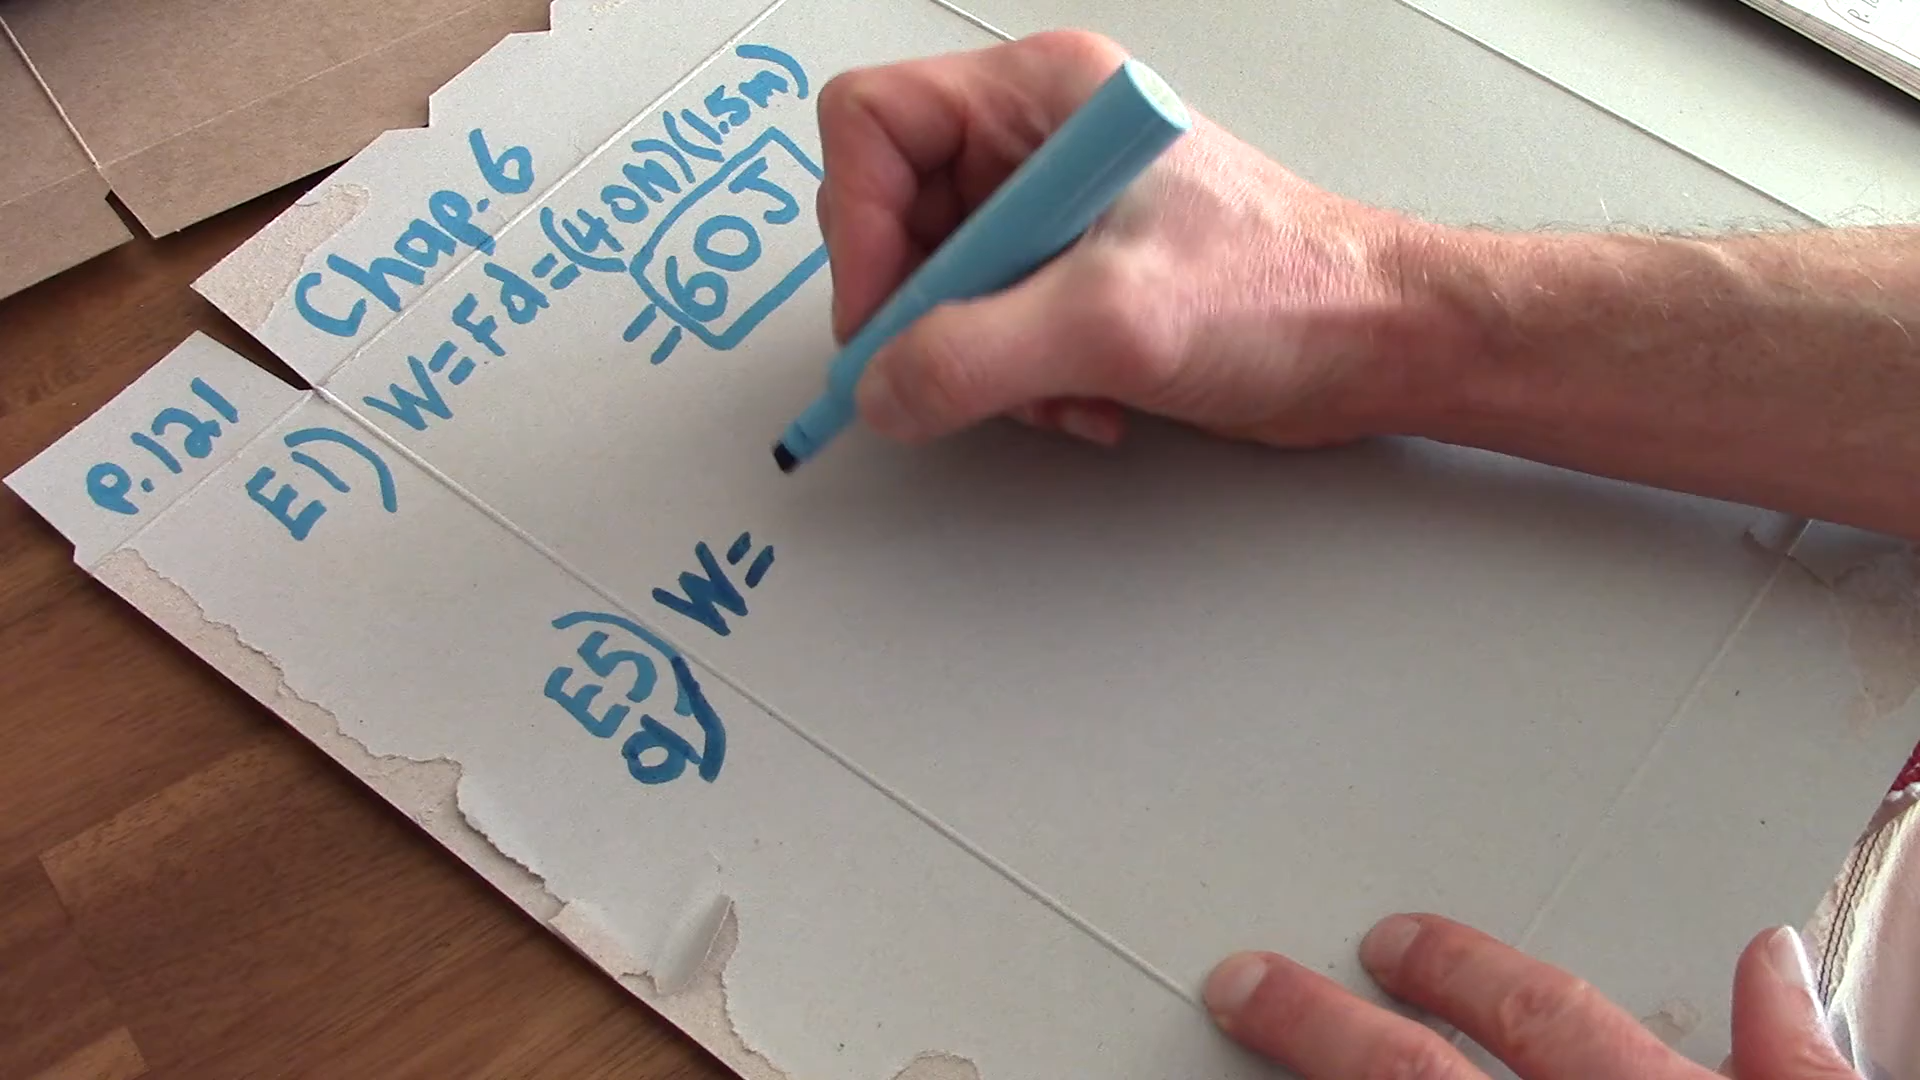 Chap. 6
P. 121
E1) W = Fd = (40N)(1.5m)
= 60J
E5) W =
a)